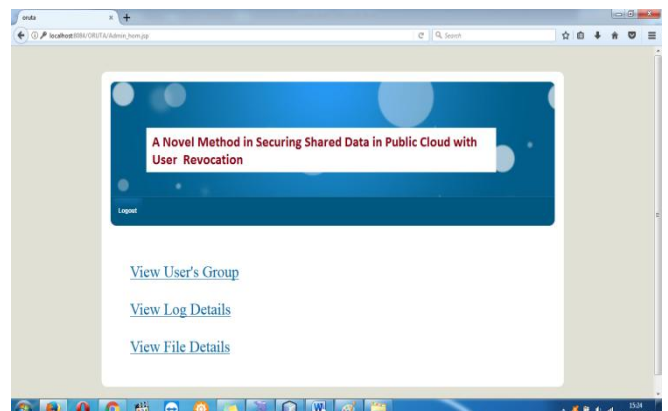 oruta
localhost:8084/ORUTA/Admin_hom.jsp
Search
A Novel Method in Securing Shared Data in Public Cloud with
User Revocation
Logout
View User's Group
View Log Details
View File Details
15:24